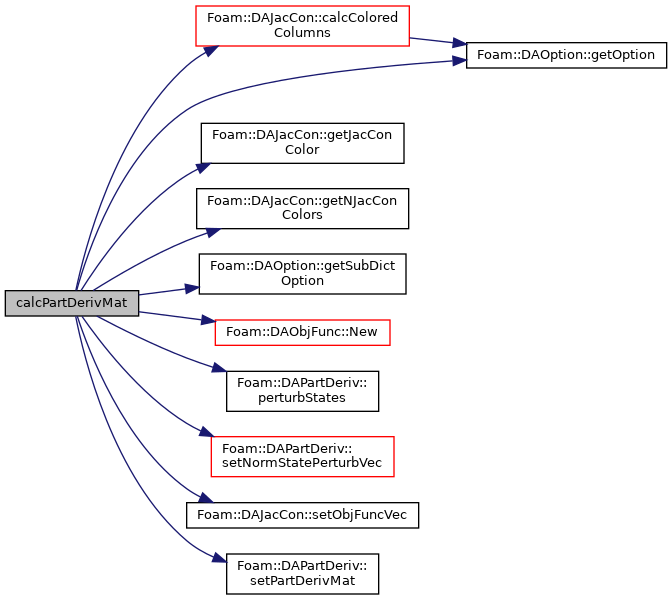 Foam::DAJacCon::calcColored
Columns
Foam::DAOption::getOption
Foam::DAJacCon::getJacCon
Color
Foam::DAJacCon::getNJacCon
Colors
Foam::DAOption::getSubDict
Option
calcPartDerivMat
Foam::DAObjFunc::New
Foam::DAPartDeriv::
perturbStates
Foam::DAPartDeriv::
setNormStatePerturbVec
Foam::DAJacCon::setObjFuncVec
Foam::DAPartDeriv::
setPartDerivMat